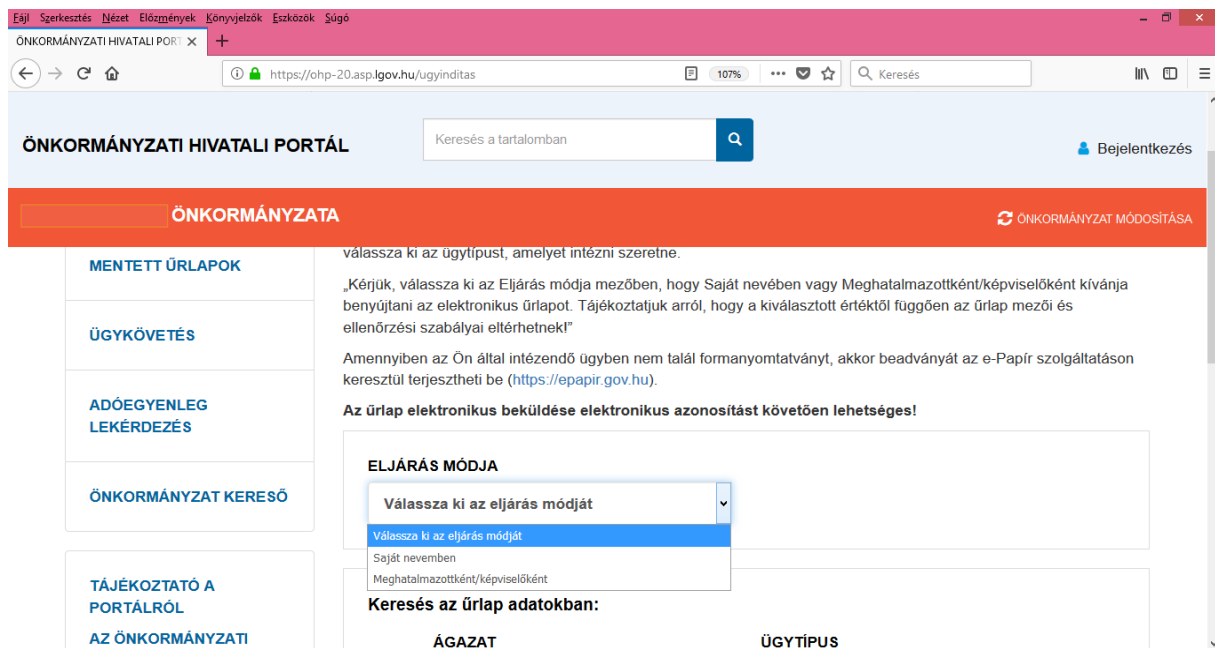 Fájl Szerkesztés Nézet Előzmények Könyvjelzők Eszközök Súgó
ÖNKORMÁNYZATI HIVATALI PORT
https://ohp-20.asp.lgov.hu/ugyinditas
107%
Keresés
ÖNKORMÁNYZATI HIVATALI PORTÁL
Keresés a tartalomban
Bejelentkezés
ÖNKORMÁNYZATA
ÖNKORMÁNYZAT MÓDOSÍTÁSA
MENTETT ŰRLAPOK
ÜGYKÖVETÉS
ADÓEGYENLEG
LEKÉRDEZÉS
ÖNKORMÁNYZAT KERESŐ
TÁJÉKOZTATÓ A
PORTÁLRÓL
AZ ÖNKORMÁNYZATI
válassza ki az ügytípust, amelyet intézni szeretne.
„Kérjük, válassza ki az Eljárás módja mezőben, hogy Saját nevében vagy Meghatalmazottként/képviselőként kívánja
benyújtani az elektronikus űrlapot. Tájékoztatjuk arról, hogy a kiválasztott értéktől függően az űrlap mezői és
ellenőrzési szabályai eltérhetnek!”
Amennyiben az Ön által intézendő ügyben nem talál formanyomtatványt, akkor beadványát az e-Papír szolgáltatáson
keresztül terjesztheti be (https://epapir.gov.hu).
Az űrlap elektronikus beküldése elektronikus azonosítást követően lehetséges!
ELJÁRÁS MÓDJA
Válassza ki az eljárás módját
Válassza ki az eljárás módját
Saját nevemben
Meghatalmazottként/képviselőként
Keresés az űrlap adatokban:
ÁGAZAT
ÜGYTÍPUS